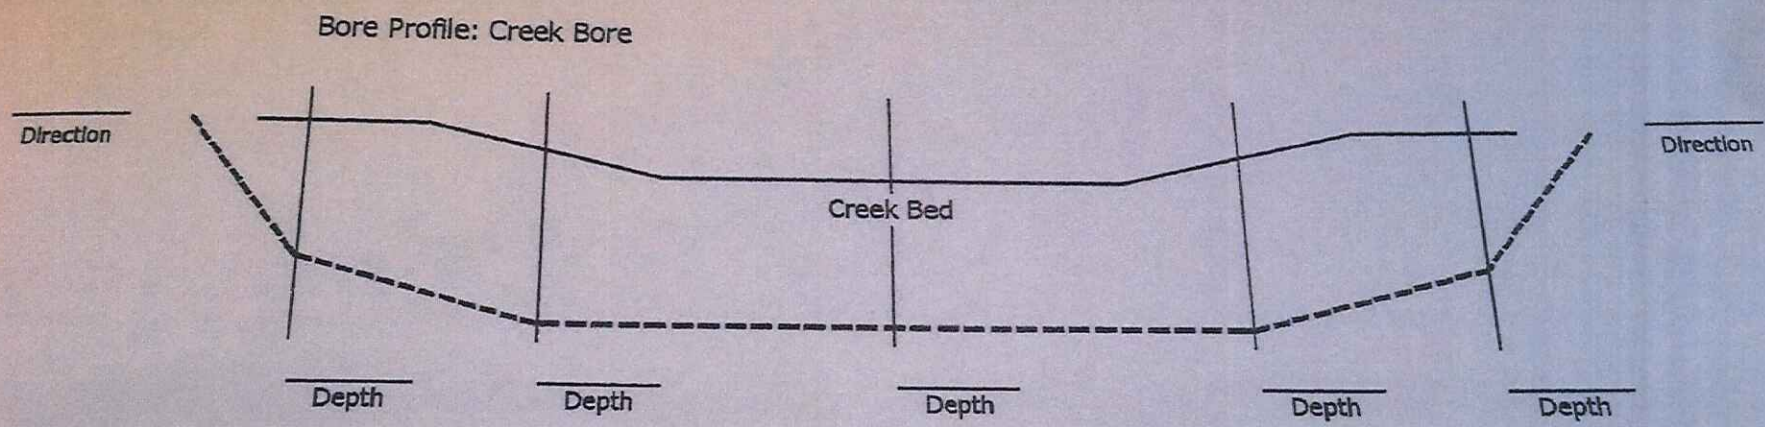 Bore Profile: Creek Bore
Direction
Direction
Creek Bed
Depth
Depth
Depth
Depth
Depth